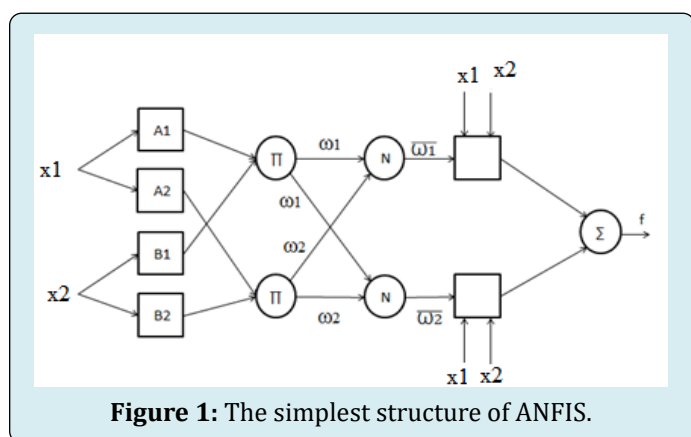 x1 x2
A1
ω1
ω1
Π
N
x1
A2
ω1
Σ
f
B1
ω2
x2
Π
N
B2
ω2
ω2
x1 x2
Figure 1: The simplest structure of ANFIS.